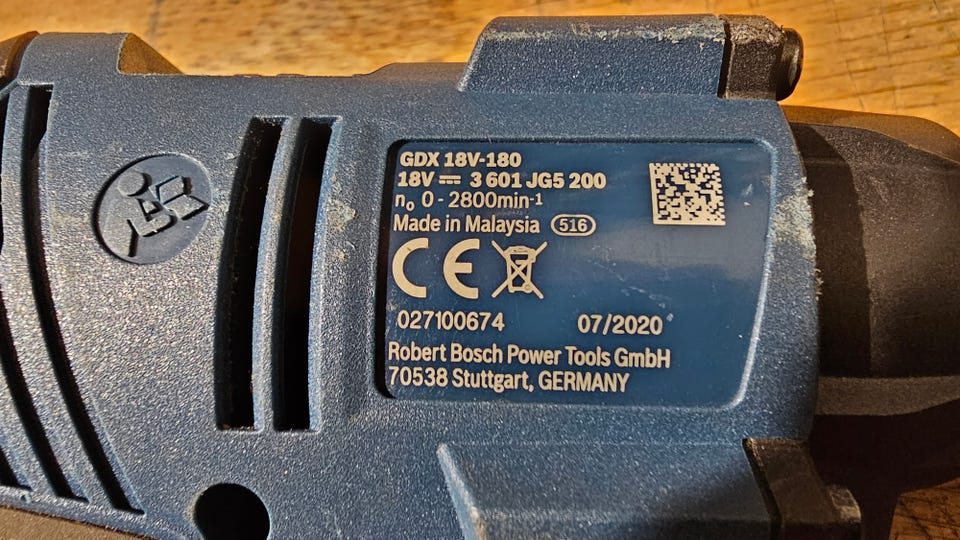 GDX 18V-180
18V ⎓ 3 601 JG5 200
n₀ 0 - 2800min-¹
Made in Malaysia 516
CE
027100674 07/2020
Robert Bosch Power Tools GmbH
70538 Stuttgart, GERMANY